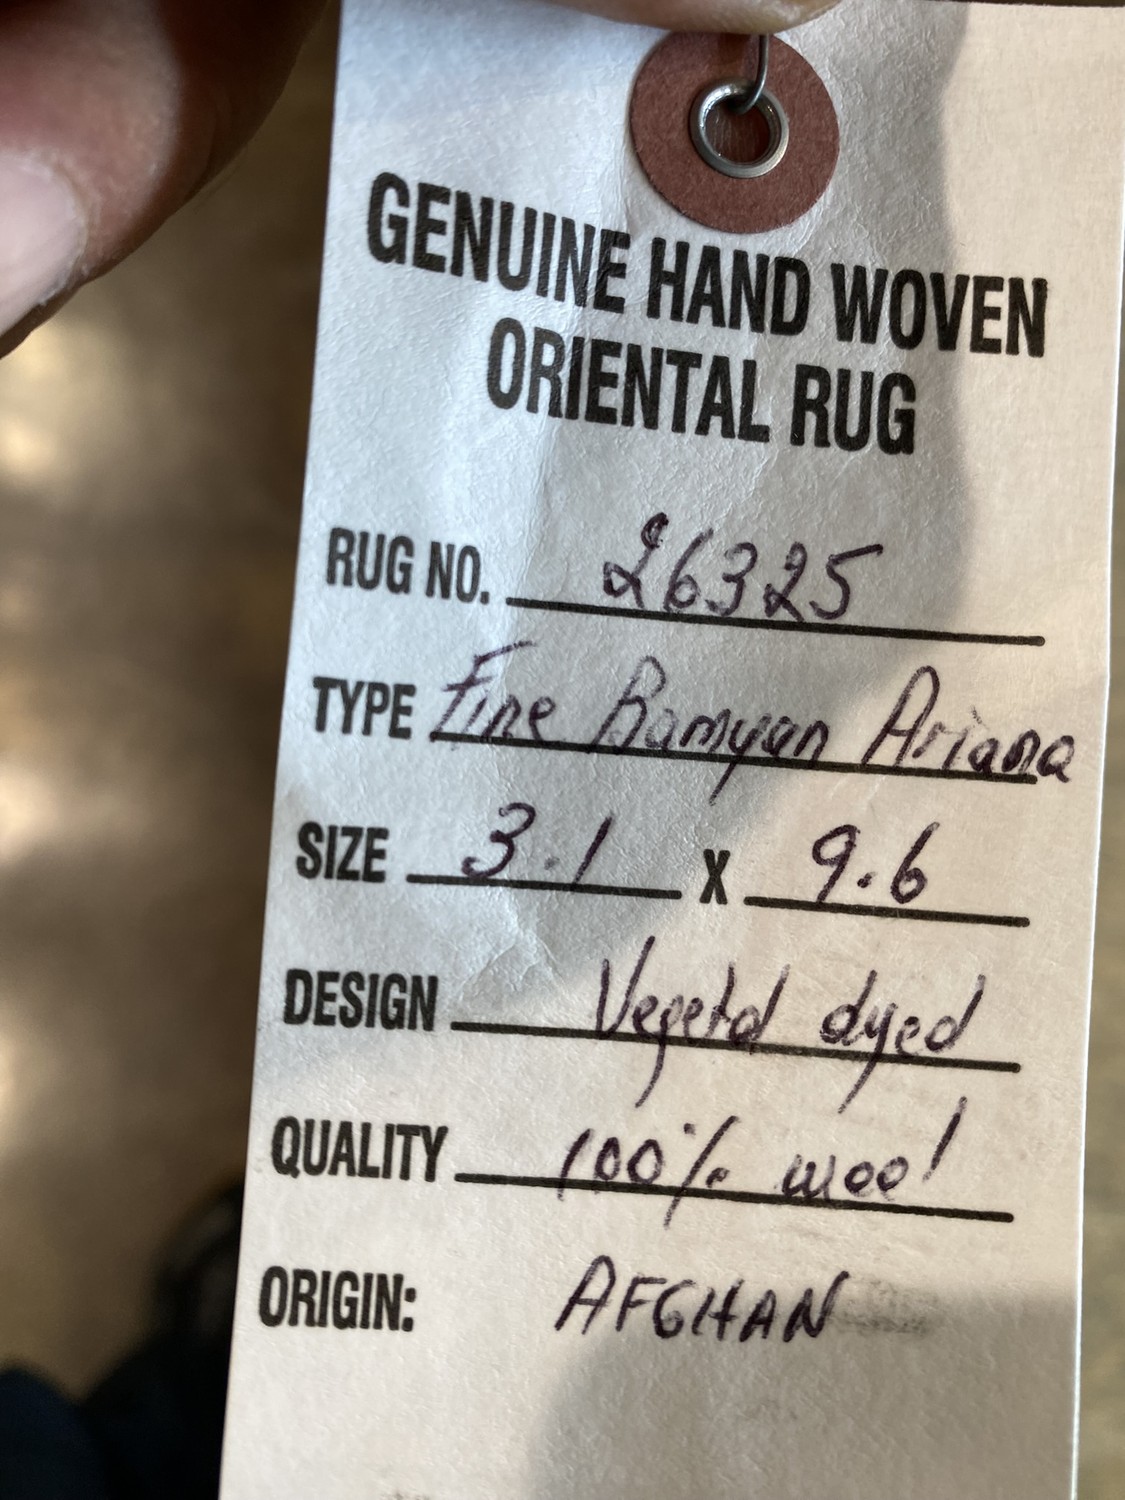 GENUINE HAND WOVEN
ORIENTAL RUG
RUG NO. 26325
TYPE Fine Bamyan Ariana
SIZE 3.1 X 9.6
DESIGN Vegetal dyed
QUALITY 100% wool
ORIGIN: AFGHAN